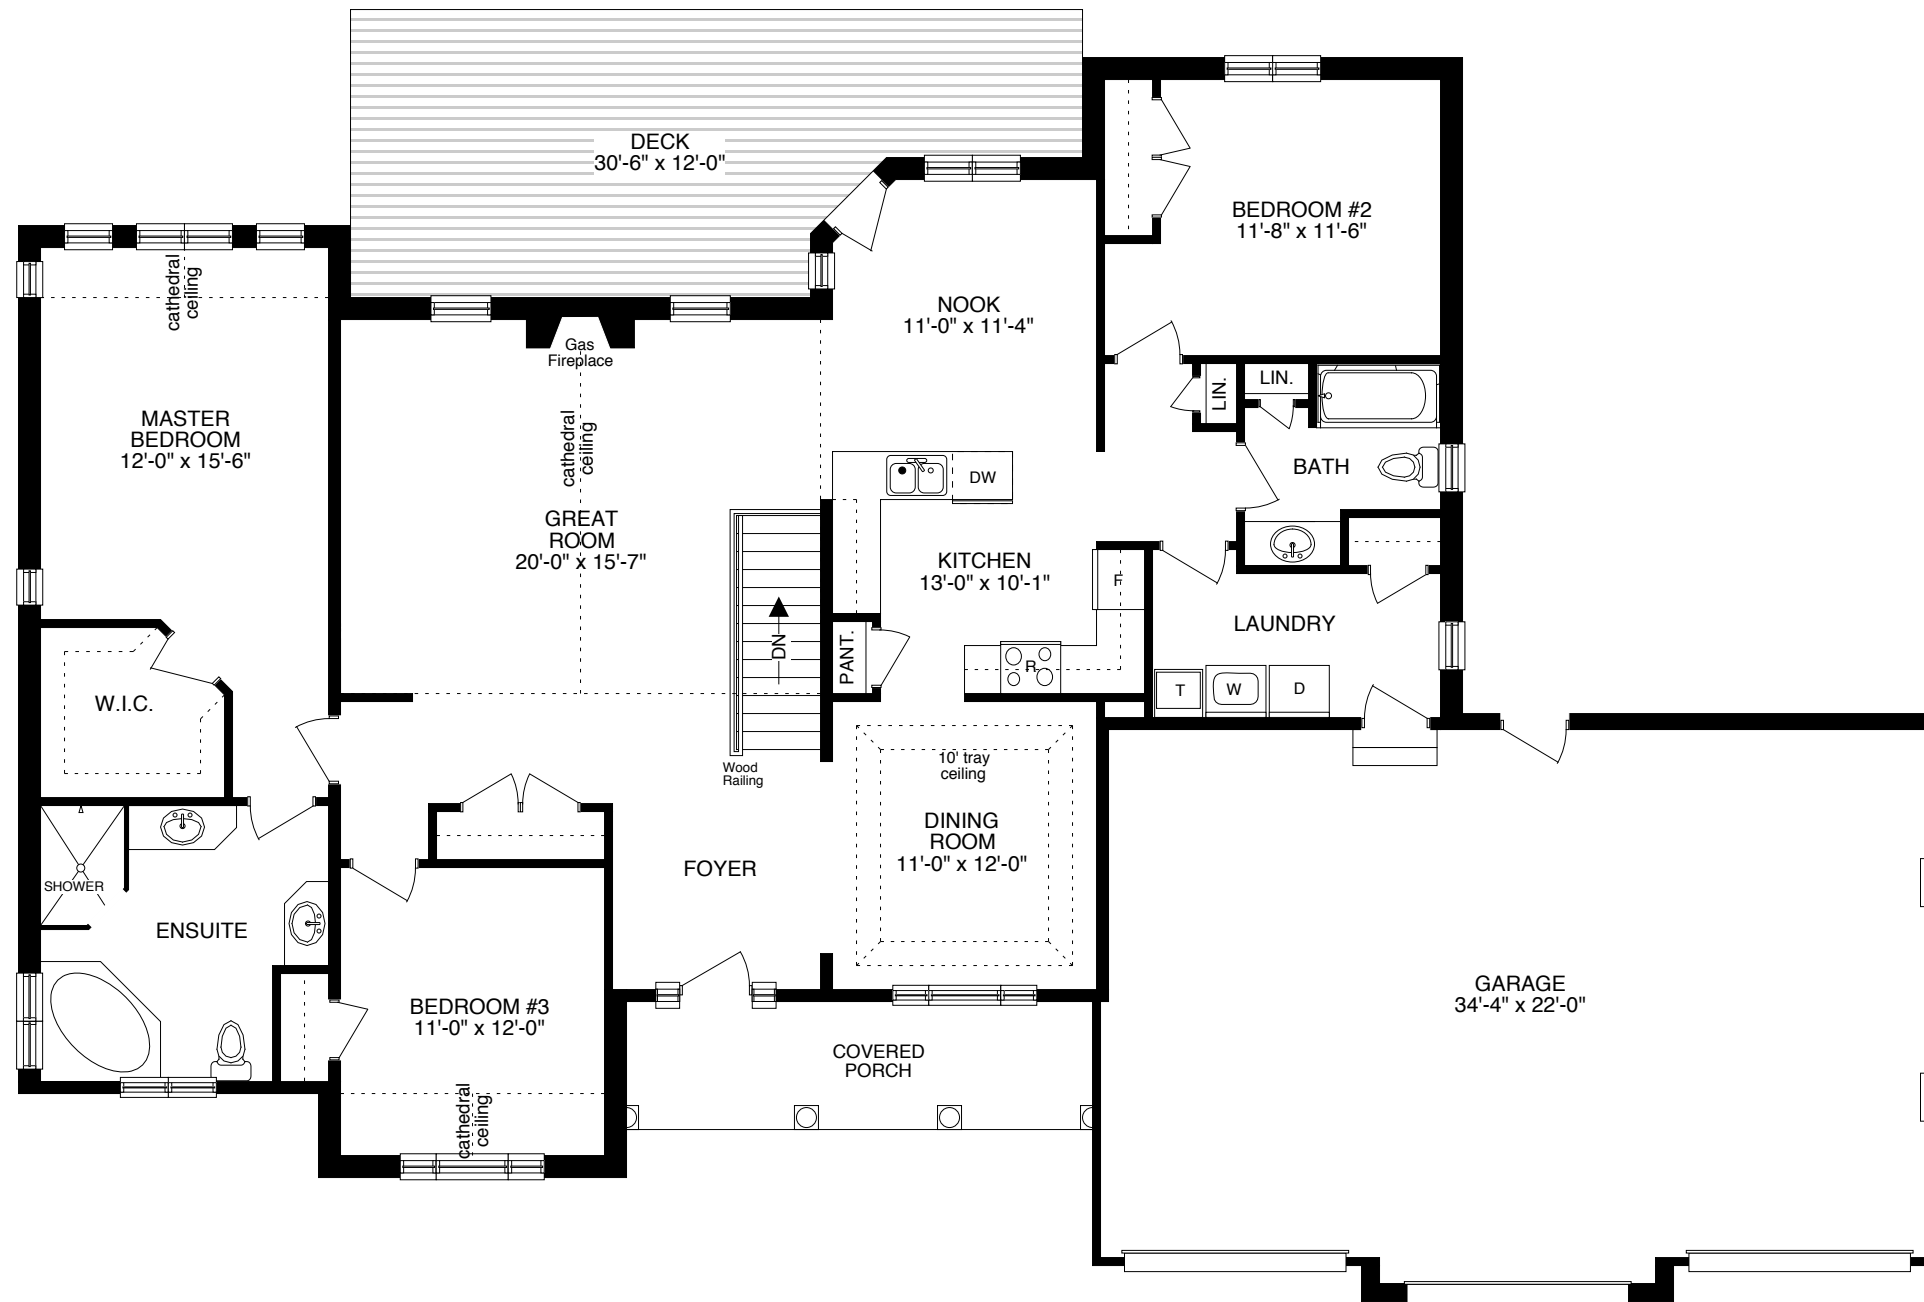 DECK
30'-6" x 12'-0"
BEDROOM #2
11'-8" x 11'-6"
cathedral
ceiling
NOOK
11'-0" x 11'-4"
Gas
Fireplace
MASTER
BEDROOM
12'-0" x 15'-6"
cathedral
ceiling
LIN.
LIN.
BATH
DW
GREAT
ROOM
20'-0" x 15'-7"
KITCHEN
13'-0" x 10'-1"
F
LAUNDRY
DN
PANT.
R
T
W
D
W.I.C.
Wood
Railing
10' tray
ceiling
DINING
ROOM
11'-0" x 12'-0"
FOYER
SHOWER
ENSUITE
BEDROOM #3
11'-0" x 12'-0"
GARAGE
34'-4" x 22'-0"
COVERED
PORCH
cathedral
ceiling